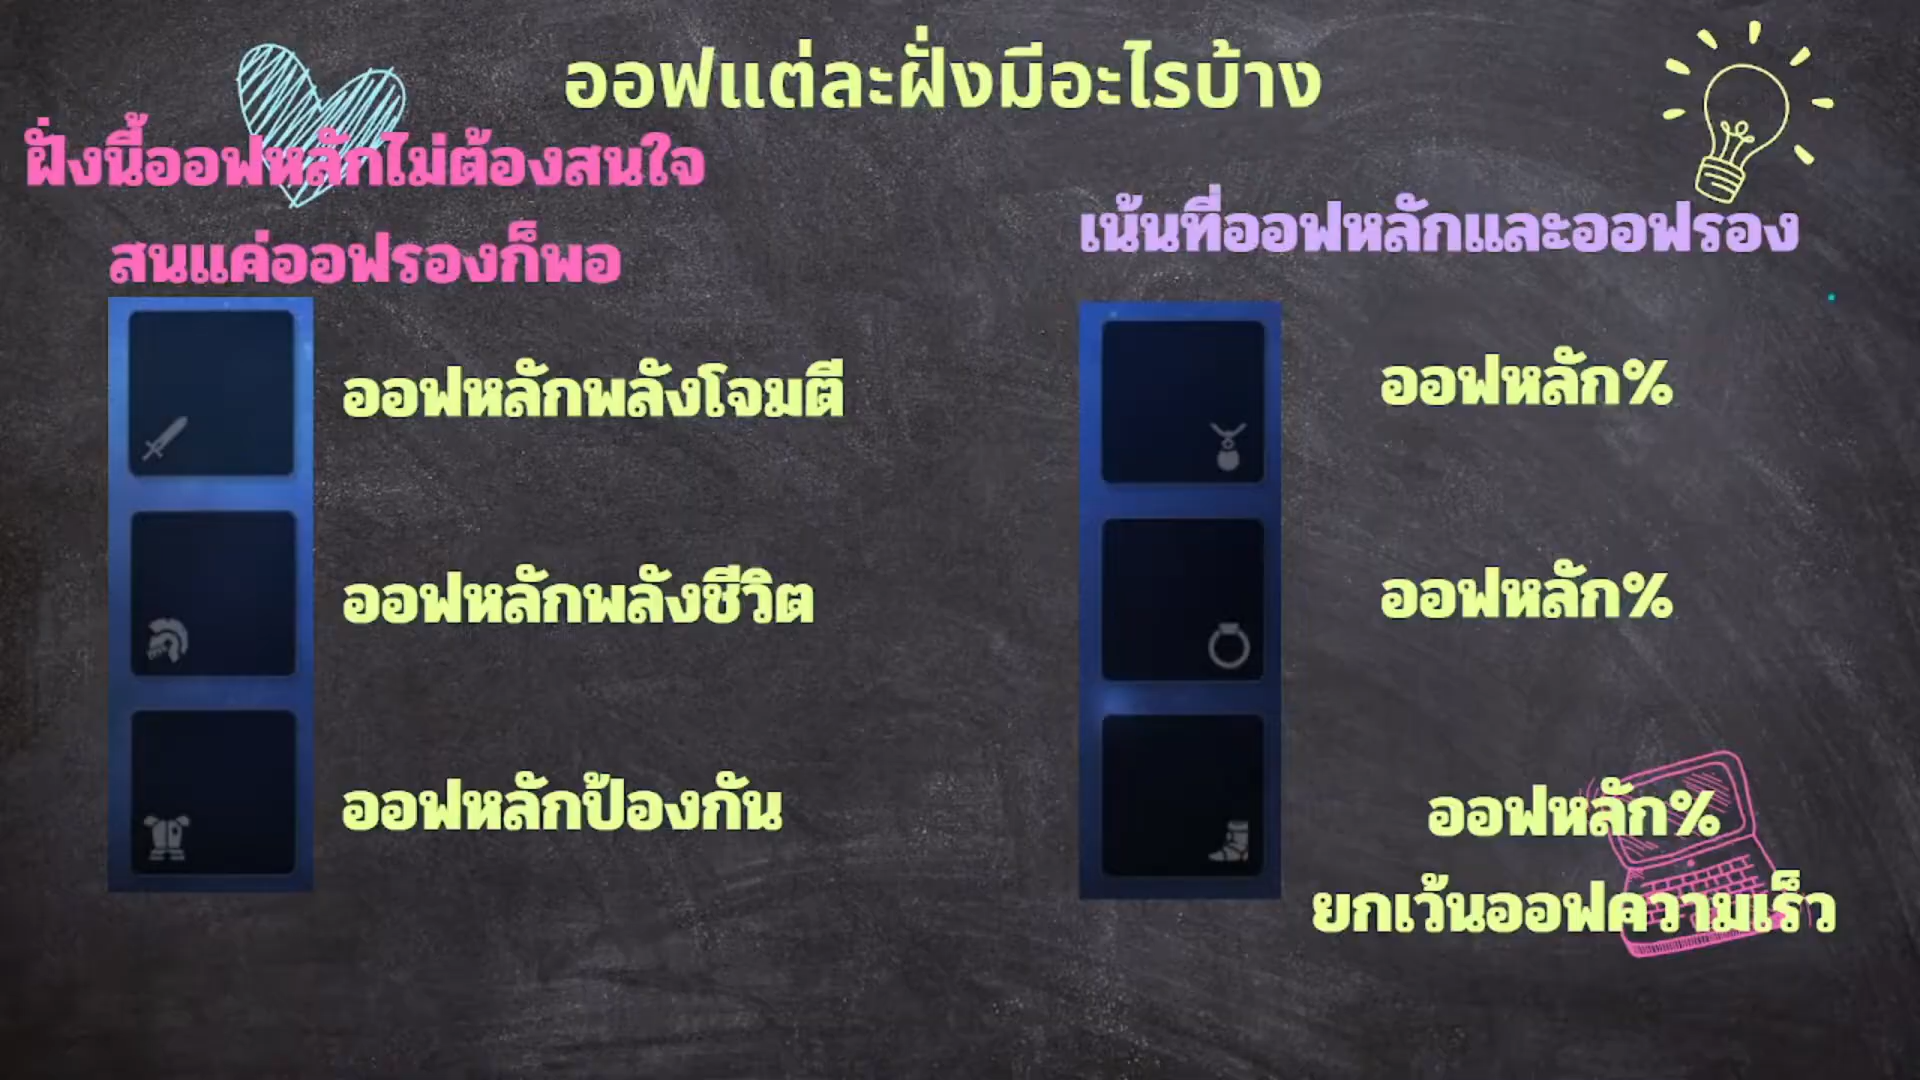 ออฟแต่ละฝั่งมีอะไรบ้าง
ฝั่งนี้ออฟหลักไม่ต้องสนใจ
สนแค่ออฟรองก็พอ
ออฟหลักพลังโจมตี
ออฟหลักพลังชีวิต
ออฟหลักป้องกัน
เน้นที่ออฟหลักและออฟรอง
ออฟหลัก%
ออฟหลัก%
ออฟหลัก%
ยกเว้นออฟความเร็ว